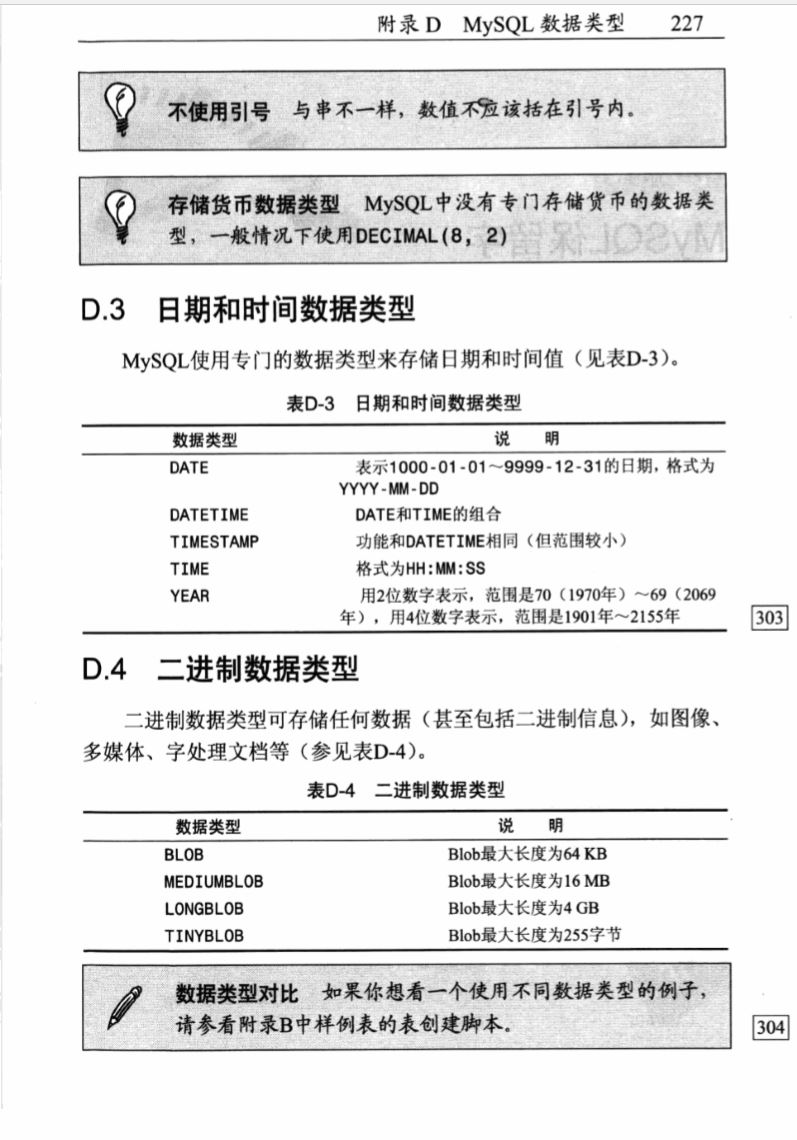 附录 D MySQL 数据类型 227
不使用引号 与串不一样，数值不应该括在引号内。
存储货币数据类型 MySQL中没有专门存储货币的数据类
型，一般情况下使用DECIMAL(8, 2)
D.3 日期和时间数据类型
MySQL使用专门的数据类型来存储日期和时间值（见表D-3）。
表D-3 日期和时间数据类型
数据类型 说 明
DATE 表示1000-01-01～9999-12-31的日期，格式为
YYYY-MM-DD
DATETIME DATE和TIME的组合
TIMESTAMP 功能和DATETIME相同（但范围较小）
TIME 格式为HH:MM:SS
YEAR 用2位数字表示，范围是70（1970年）～69（2069
年），用4位数字表示，范围是1901年～2155年
303
D.4 二进制数据类型
二进制数据类型可存储任何数据（甚至包括二进制信息），如图像、
多媒体、字处理文档等（参见表D-4）。
表D-4 二进制数据类型
数据类型 说 明
BLOB Blob最大长度为64 KB
MEDIUMBLOB Blob最大长度为16 MB
LONGBLOB Blob最大长度为4 GB
TINYBLOB Blob最大长度为255字节
数据类型对比 如果你想看一个使用不同数据类型的例子，
请参看附录B中样例表的表创建脚本。
304